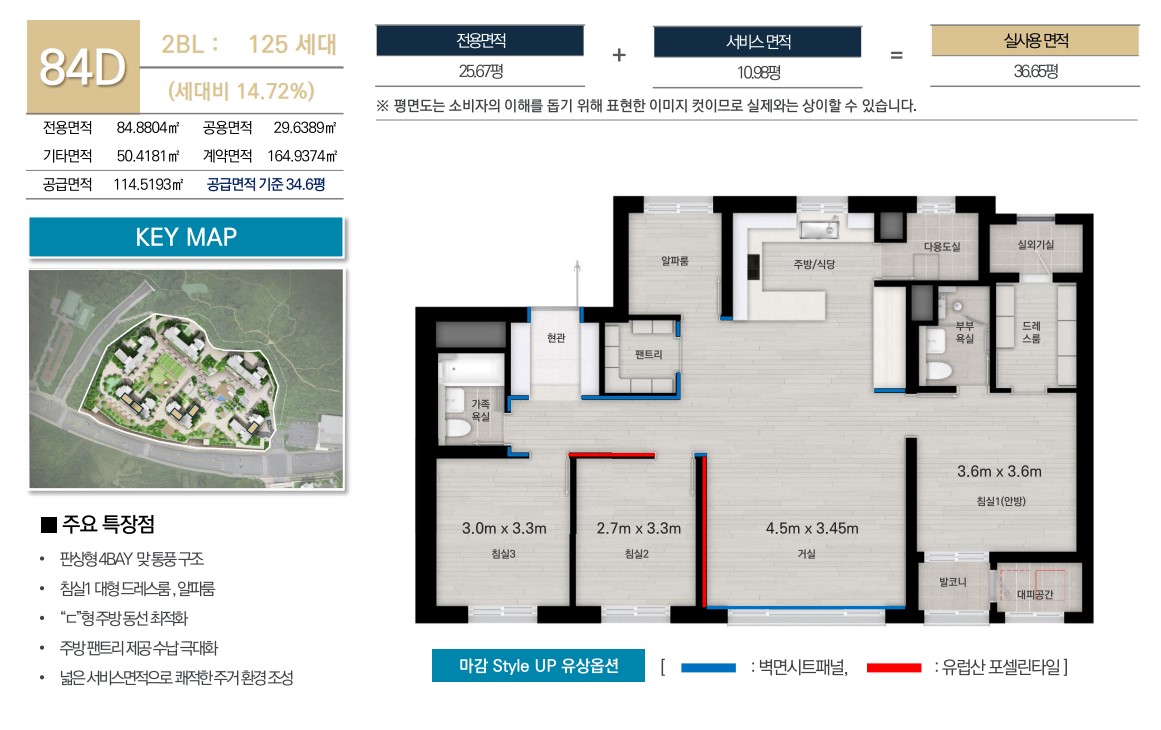 84D
2BL : 125 세대
(세대비 14.72%)
전용면적 84.8804㎡ 공용면적 29.6389㎡
기타면적 50.4181㎡ 계약면적 164.9374㎡
공급면적 114.5193㎡ 공급면적 기준 34.6평
전용면적 + 서비스 면적 = 실사용 면적
25.67평 10.98평 36.65평
※ 평면도는 소비자의 이해를 돕기 위해 표현한 이미지 컷이므로 실제와는 상이할 수 있습니다.
KEY MAP
■ 주요 특장점
• 판상형 4BAY 맞 통풍 구조
• 침실1 대형 드레스룸 , 알파룸
• “ㄷ”형 주방 동선 최적화
• 주방 팬트리 제공 수납 극대화
• 넓은 서비스면적으로 쾌적한 주거 환경 조성
알파룸
주방/식당
다용도실
실외기실
현관
팬트리
부부
욕실
드레
스룸
가족
욕실
3.6m x 3.6m
침실1(안방)
3.0m x 3.3m
침실3
2.7m x 3.3m
침실2
4.5m x 3.45m
거실
발코니
대피공간
마감 Style UP 유상옵션 [ : 벽면시트패널, : 유럽산 포셀린타일 ]